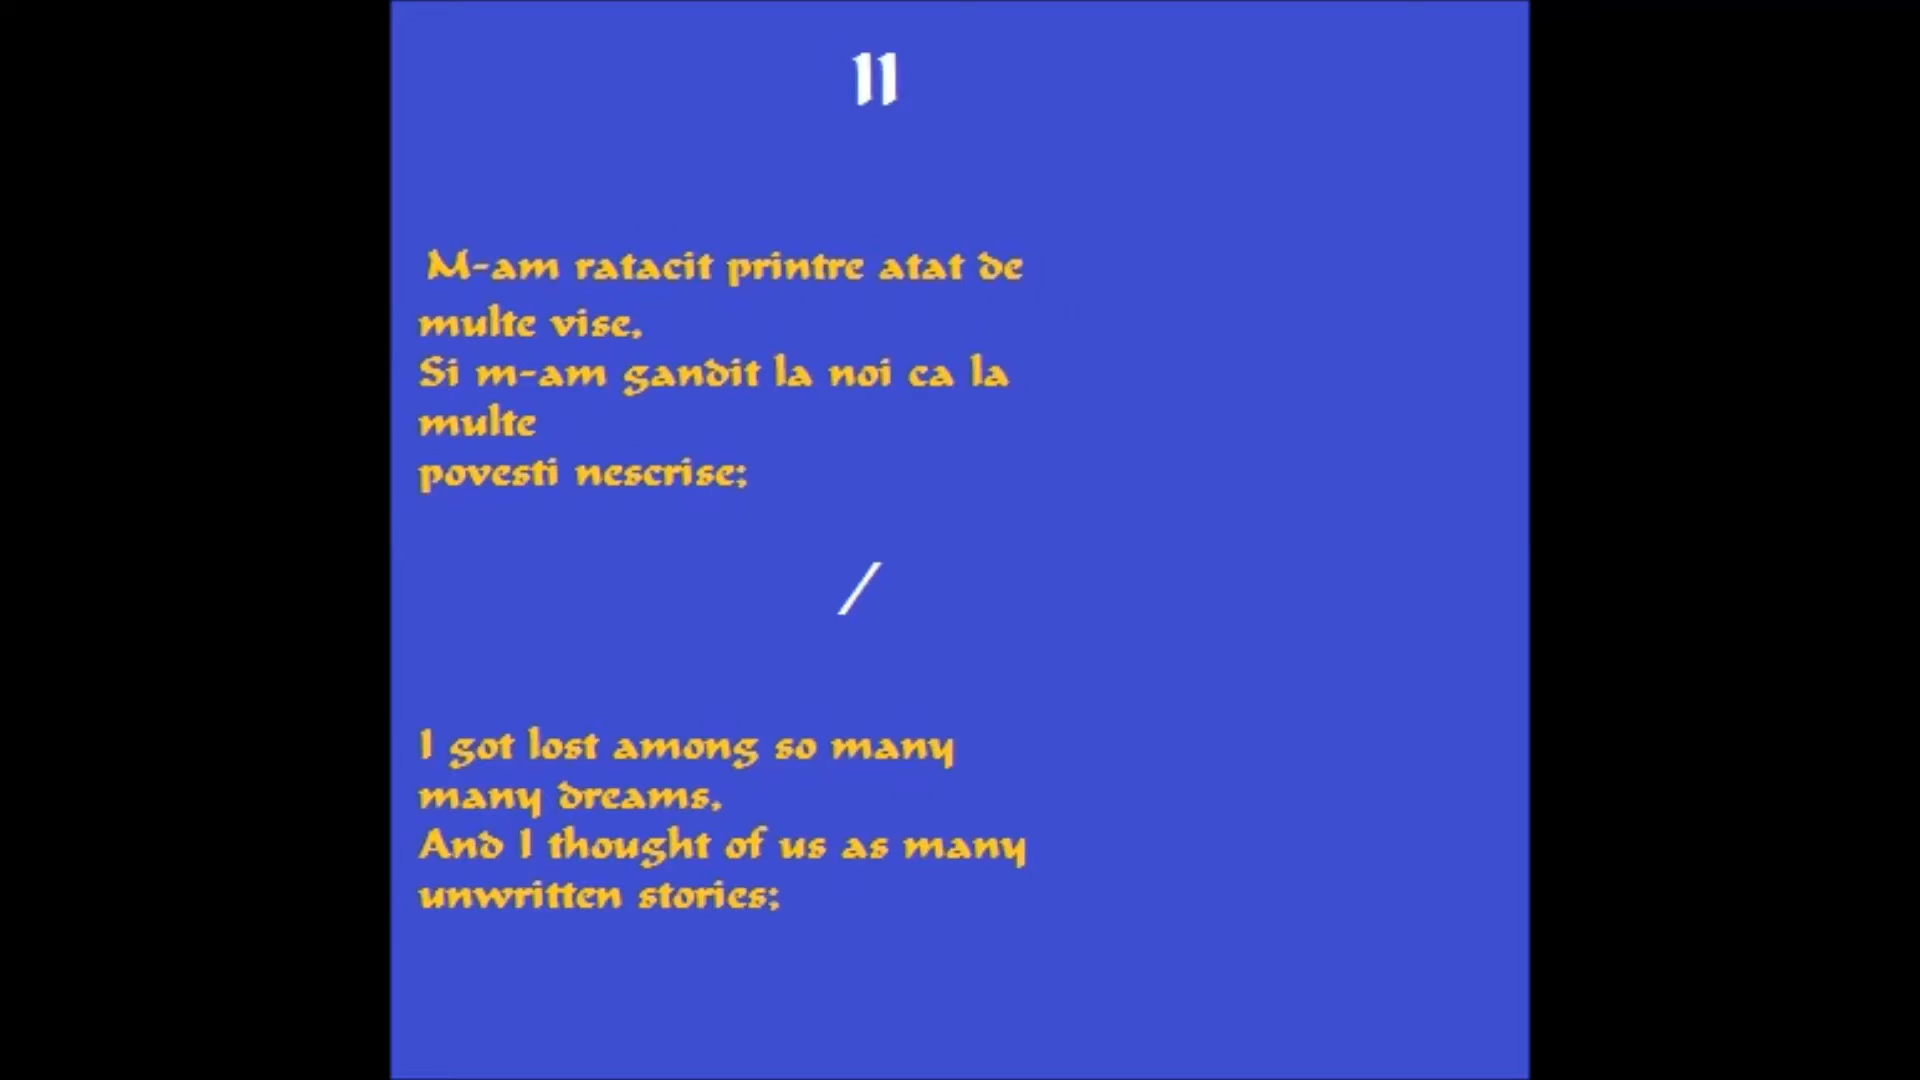 11
M-am ratacit printre atat de
multe vise,
Si m-am gandit la noi ca la
multe
povesti nescrise;
/
I got lost among so many
many dreams,
And I thought of us as many
unwritten stories;